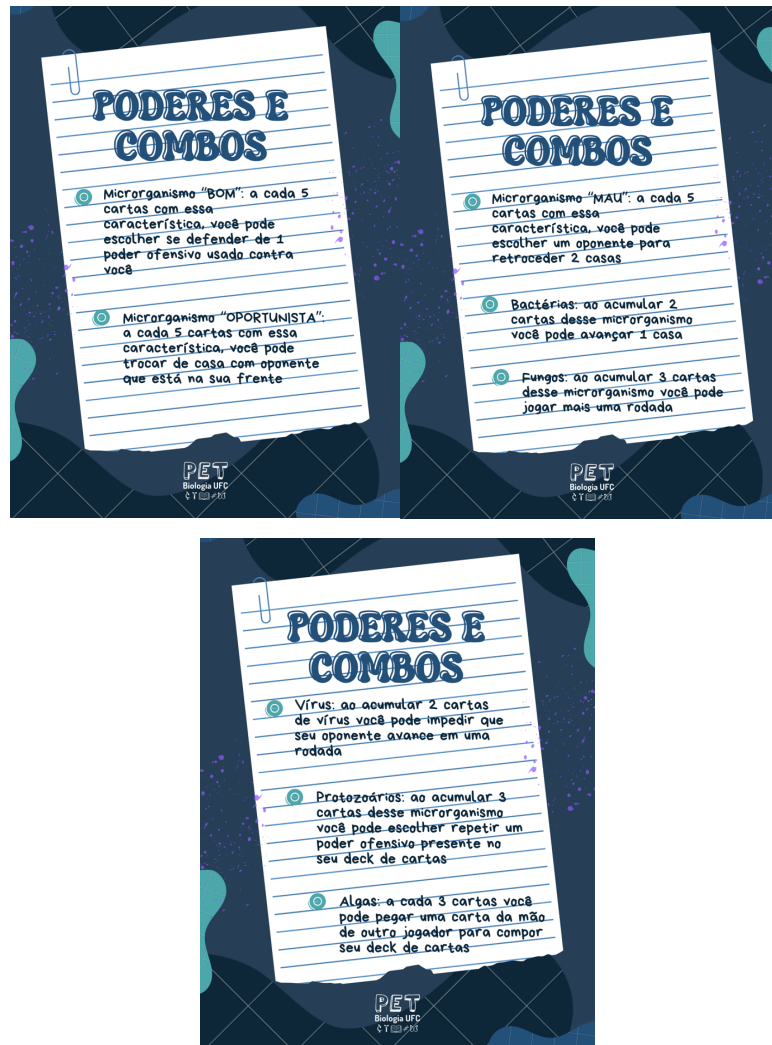 PODERES E
COMBOS
Microrganismo "BOM": a cada 5
cartas com essa
característica, você pode
escolher se defender de 1
poder ofensivo usado contra
você
Microrganismo "OPORTUNISTA":
a cada 5 cartas com essa
característica, você pode
trocar de casa com oponente
que está na sua frente
PET
Biologia UFC
PODERES E
COMBOS
Microrganismo "MAU": a cada 5
cartas com essa
característica, você pode
escolher um oponente para
retroceder 2 casas
Bactérias: ao acumular 2
cartas desse microrganismo
você pode avançar 1 casa
Fungos: ao acumular 3 cartas
desse microrganismo você pode
jogar mais uma rodada
PET
Biologia UFC
PODERES E
COMBOS
Vírus: ao acumular 2 cartas
de vírus você pode impedir que
seu oponente avance em uma
rodada
Protozoários: ao acumular 3
cartas desse microrganismo
você pode escolher repetir um
poder ofensivo presente no
seu deck de cartas
Algas: a cada 3 cartas você
pode pegar uma carta da mão
de outro jogador para compor
seu deck de cartas
PET
Biologia UFC